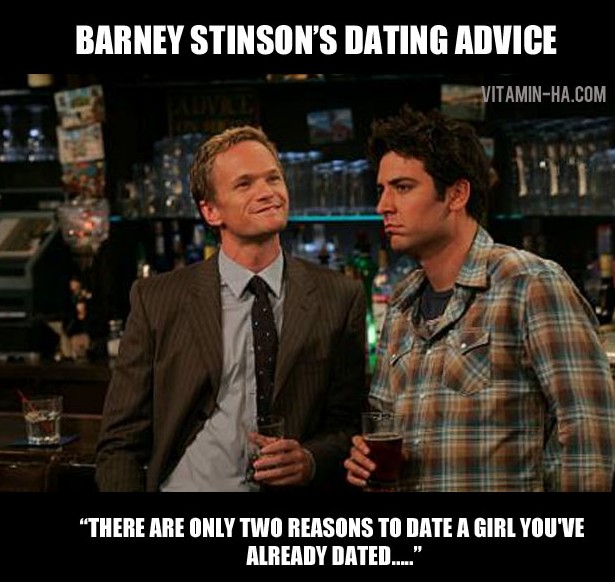 BARNEY STINSON'S DATING ADVICE
VITAMIN-HA.COM
ADVICE
“THERE ARE ONLY TWO REASONS TO DATE A GIRL YOU'VE
ALREADY DATED.....”